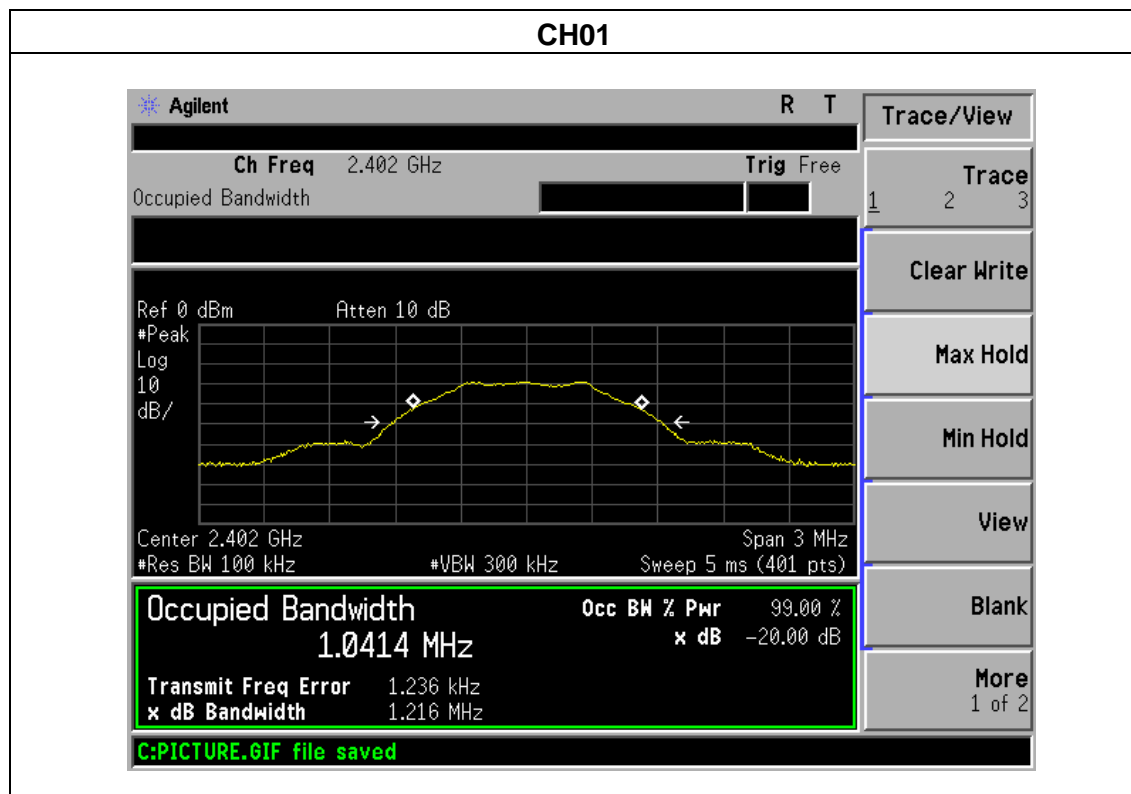 CH01
Agilent R T
Ch Freq 2.402 GHz Trig Free
Occupied Bandwidth
Ref 0 dBm Atten 10 dB
#Peak
Log
10
dB/
Center 2.402 GHz Span 3 MHz
#Res BW 100 kHz #VBW 300 kHz Sweep 5 ms (401 pts)
Occupied Bandwidth Occ BW % Pwr 99.00 %
1.0414 MHz x dB -20.00 dB
Transmit Freq Error 1.236 kHz
x dB Bandwidth 1.216 MHz
C:PICTURE.GIF file saved
Trace/View
Trace
1 2 3
Clear Write
Max Hold
Min Hold
View
Blank
More
1 of 2